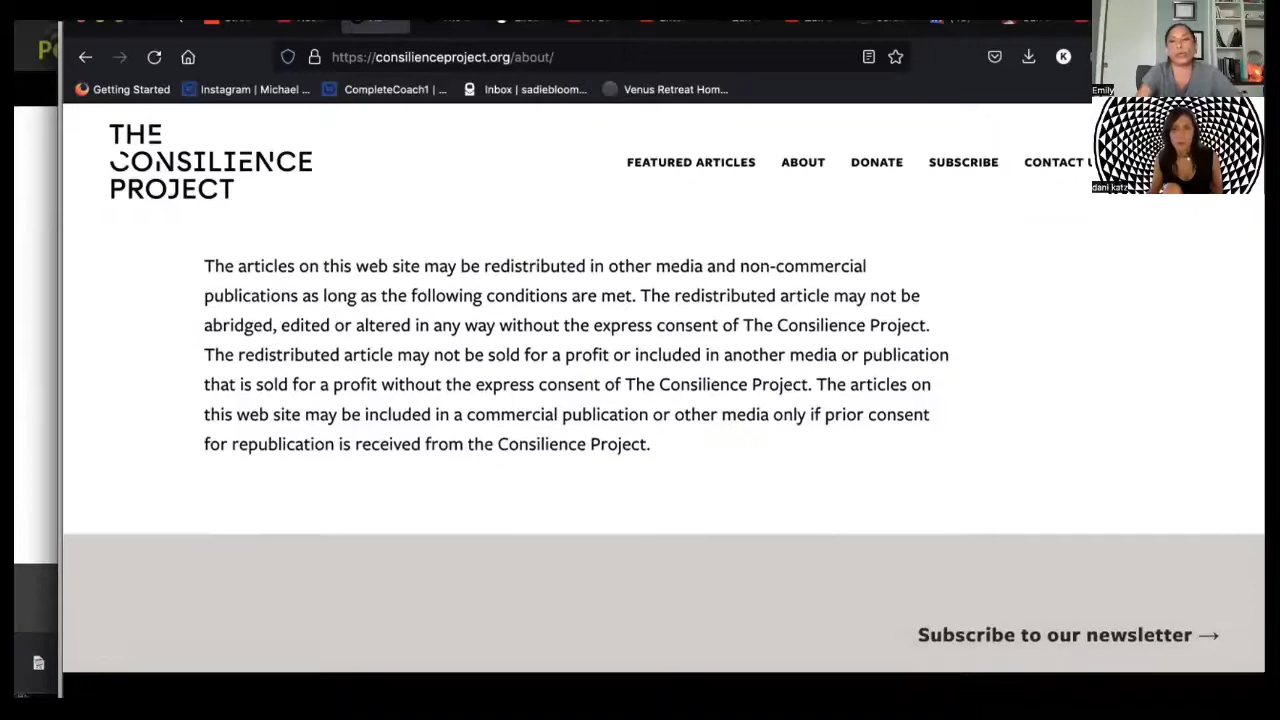 https://consilienceproject.org/about/
K
Getting Started
Instagram | Michael ...
CompleteCoach1 | ...
Inbox | sadiebloom...
Venus Retreat Hom...
Emily
dani katz
THE
CONSILIENCE
PROJECT
FEATURED ARTICLES ABOUT DONATE SUBSCRIBE CONTACT U
The articles on this web site may be redistributed in other media and non-commercial
publications as long as the following conditions are met. The redistributed article may not be
abridged, edited or altered in any way without the express consent of The Consilience Project.
The redistributed article may not be sold for a profit or included in another media or publication
that is sold for a profit without the express consent of The Consilience Project. The articles on
this web site may be included in a commercial publication or other media only if prior consent
for republication is received from the Consilience Project.
Subscribe to our newsletter →